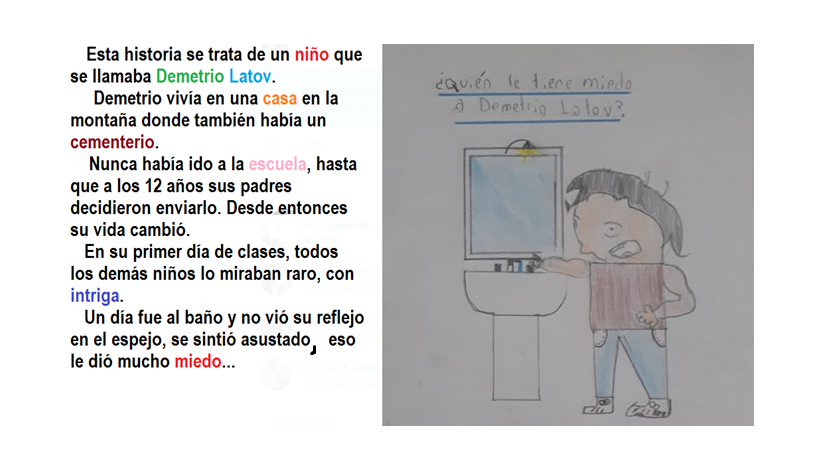 Esta historia se trata de un niño que
se llamaba Demetrio Latov.
Demetrio vivía en una casa en la
montaña donde también había un
cementerio.
Nunca había ido a la escuela, hasta
que a los 12 años sus padres
decidieron enviarlo. Desde entonces
su vida cambió.
En su primer día de clases, todos
los demás niños lo miraban raro, con
intriga.
Un día fue al baño y no vió su reflejo
en el espejo, se sintió asustado, eso
le dió mucho miedo...
¿Quién le tiene miedo
a Demetrio Latov?